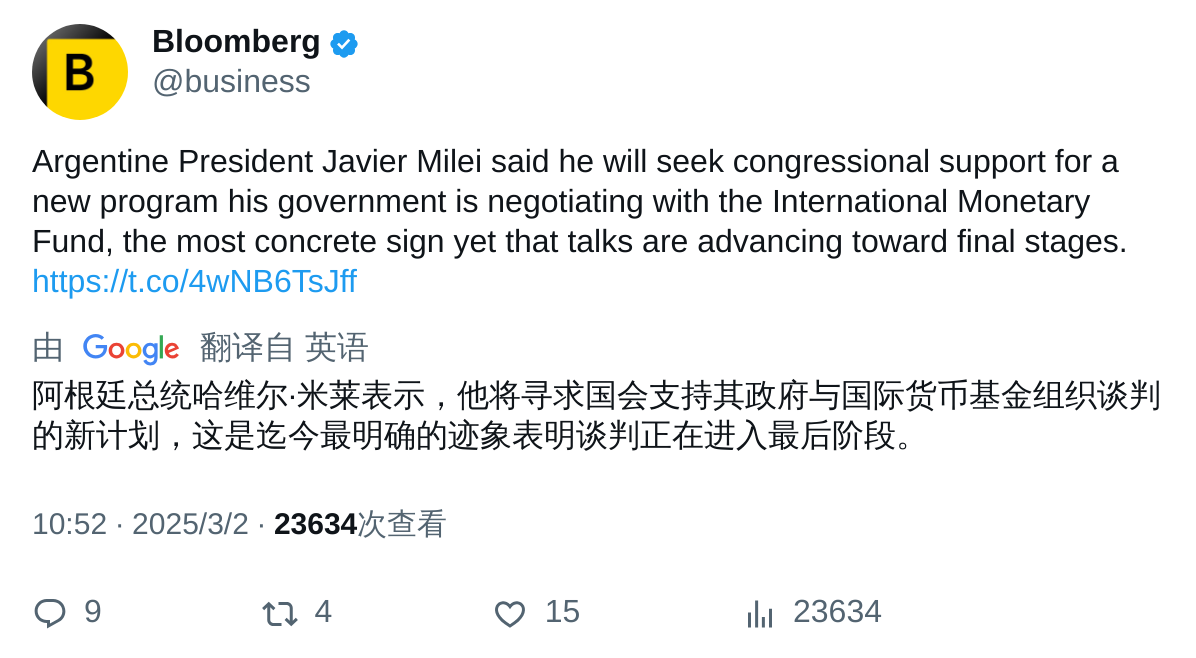 B
Bloomberg
@business
Argentine President Javier Milei said he will seek congressional support for a
new program his government is negotiating with the International Monetary
Fund, the most concrete sign yet that talks are advancing toward final stages.
https://t.co/4wNB6TsJff
由 Google 翻译自 英语
阿根廷总统哈维尔·米莱表示，他将寻求国会支持其政府与国际货币基金组织谈判
的新计划，这是迄今最明确的迹象表明谈判正在进入最后阶段。
10:52 · 2025/3/2 · 23634次查看
9 4 15 23634